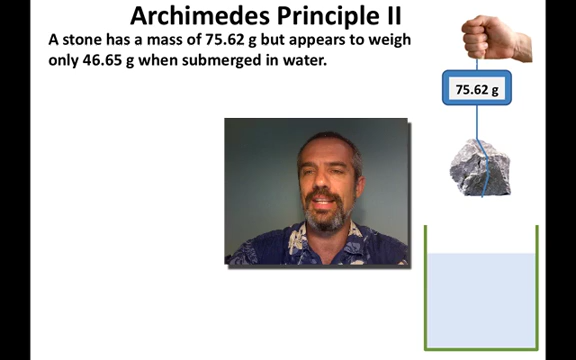 Archimedes Principle II
A stone has a mass of 75.62 g but appears to weigh
only 46.65 g when submerged in water.
75.62 g